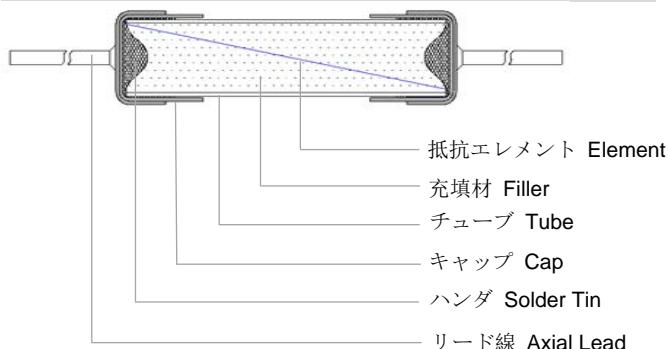 抵抗エレメント Element
充填材 Filler
チューブ Tube
キャップ Cap
ハンダ Solder Tin
リード線 Axial Lead